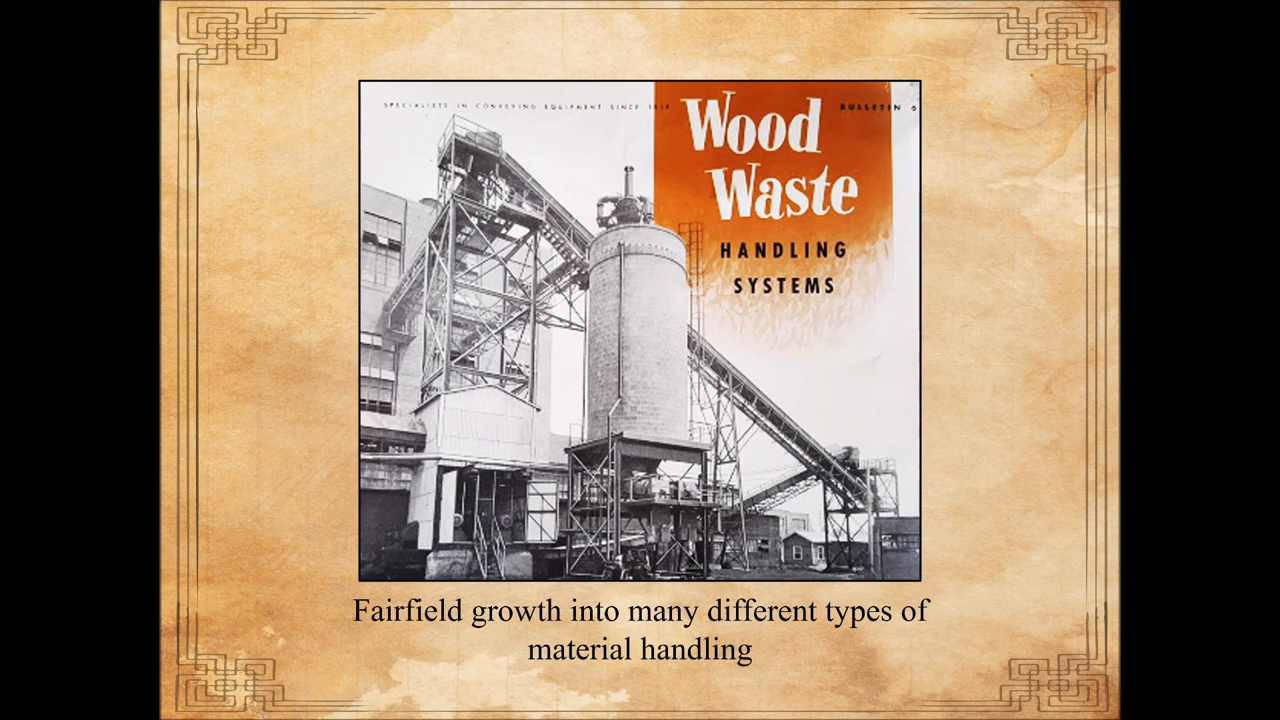 SPECIALISTS IN CONVEYING EQUIPMENT SINCE
BULLETIN 6
Wood
Waste
HANDLING
SYSTEMS
Fairfield growth into many different types of
material handling